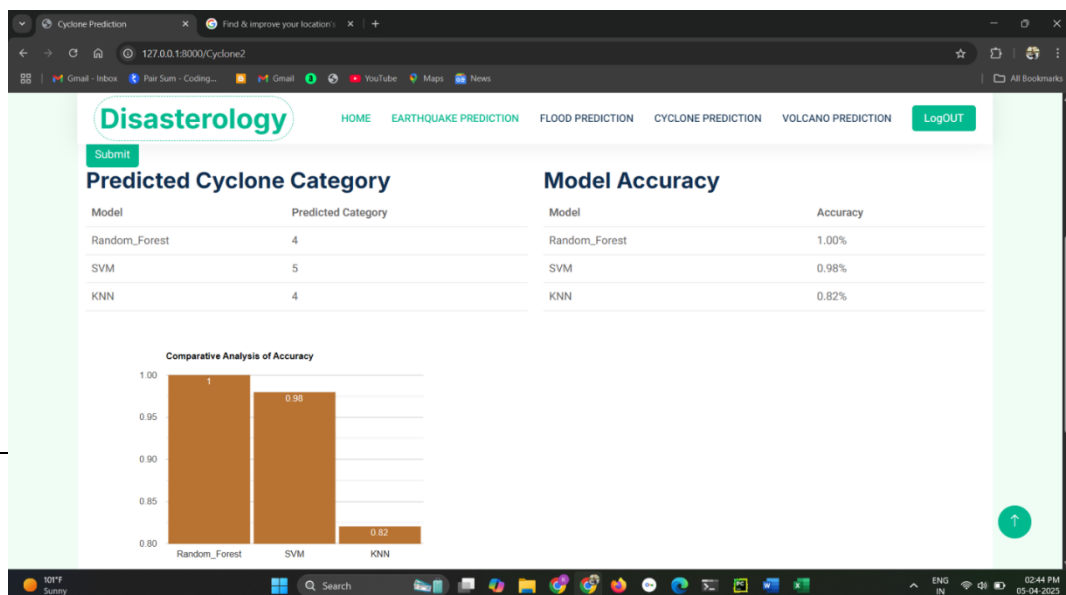 Cyclone Prediction
Find & improve your location's
127.0.0.1:8000/Cyclone2
Gmail - Inbox Pair Sum - Coding... Gmail YouTube Maps News All Bookmarks
Disasterology HOME EARTHQUAKE PREDICTION FLOOD PREDICTION CYCLONE PREDICTION VOLCANO PREDICTION LogOUT
Submit
Predicted Cyclone Category
Model Predicted Category
Random_Forest 4
SVM 5
KNN 4
Model Accuracy
Model Accuracy
Random_Forest 1.00%
SVM 0.98%
KNN 0.82%
Comparative Analysis of Accuracy
1.00
0.95
0.90
0.85
0.80
1
0.98
0.82
Random_Forest SVM KNN
101°F
Sunny
Search
ENG
IN
02:44 PM
05-04-2025